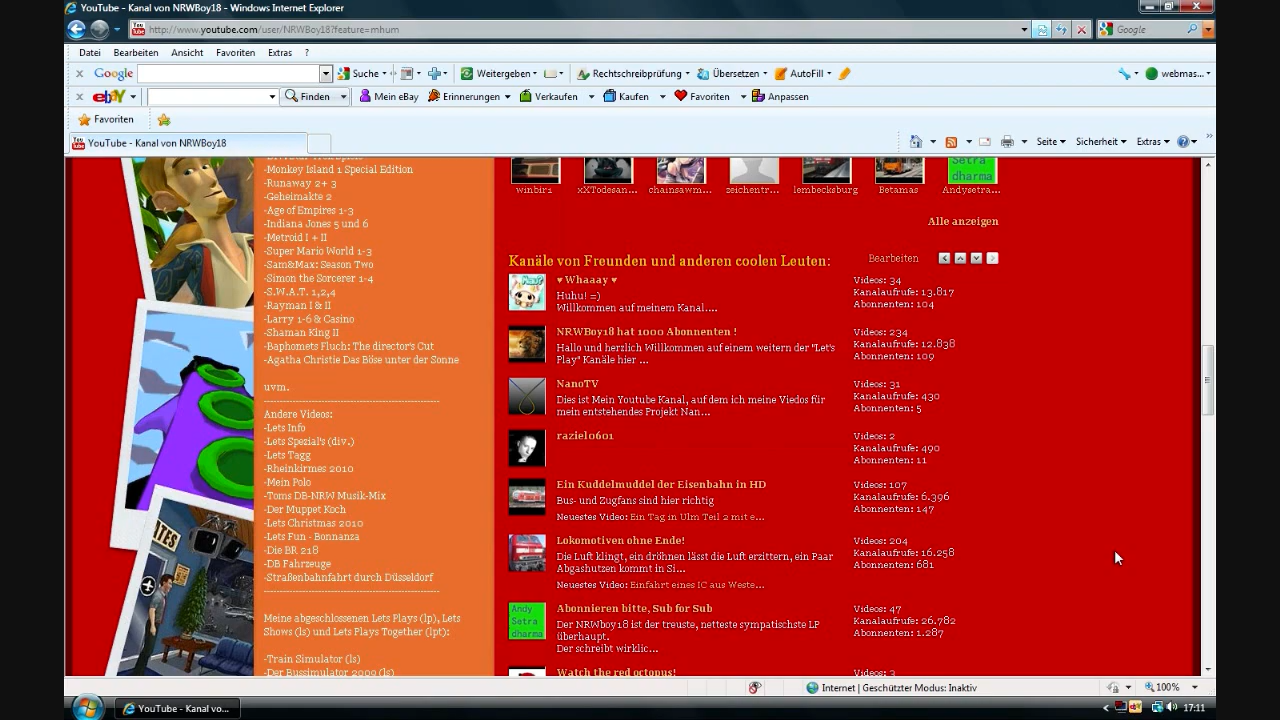 YouTube - Kanal von NRWBoy18 - Windows Internet Explorer
http://www.youtube.com/user/NRWBoy18?feature=mhum
Google
Datei Bearbeiten Ansicht Favoriten Extras ?
Google Suche Weitergeben Rechtschreibprüfung Übersetzen AutoFill webmas...
ebY Finden Mein eBay Erinnerungen Verkaufen Kaufen Favoriten Anpassen
Favoriten
YouTube - Kanal von NRWBoy18
Seite Sicherheit Extras
-Monkey Island 1 Special Edition
-Runaway 2+ 3
-Geheimakte 2
-Age of Empires 1-3
-Indiana Jones 5 und 6
-Metroid I + II
-Super Mario World 1-3
-Sam&Max: Season Two
-Simon the Sorcerer 1-4
-S.W.A.T. 1,2,4
-Rayman I & II
-Larry 1-6 & Casino
-Shaman King II
-Baphomets Fluch: The director's Cut
-Agatha Christie Das Böse unter der Sonne
uvm.
Andere Videos:
-Lets Info
-Lets Spezial's (div.)
-Lets Tagg
-Rheinkirmes 2010
-Mein Polo
-Toms DB-NRW Musik-Mix
-Der Muppet Koch
-Lets Christmas 2010
-Lets Fun - Bonnanza
-Die BR 218
-DB Fahrzeuge
-Straßenbahnfahrt durch Düsseldorf
Meine abgeschlossenen Lets Plays (lp), Lets
Shows (ls) und Lets Plays Together (lpt):
-Train Simulator (ls)
-Der Bussimulator 2009 (ls)
Setra
dharma
winbir1 xXTodesan... chainsawm... zeichentr... lembecksburg Betamas Andysetra...
Alle anzeigen
Kanäle von Freunden und anderen coolen Leuten:
Bearbeiten
♥ Whaaay ♥
Huhu! =)
Willkommen auf meinem Kanal....
Videos: 34
Kanalaufrufe: 13.817
Abonnenten: 104
NRWBoy18 hat 1000 Abonnenten !
Hallo und herzlich Willkommen auf einem weitern der "Let's
Play" Kanäle hier ...
Videos: 234
Kanalaufrufe: 12.838
Abonnenten: 109
NanoTV
Dies ist Mein Youtube Kanal, auf dem ich meine Viedos für
mein entstehendes Projekt Nan...
Videos: 31
Kanalaufrufe: 430
Abonnenten: 5
raziel0601
Videos: 2
Kanalaufrufe: 490
Abonnenten: 11
Ein Kuddelmuddel der Eisenbahn in HD
Bus- und Zugfans sind hier richtig
Neuestes Video: Ein Tag in Ulm Teil 2 mit e...
Videos: 107
Kanalaufrufe: 6.396
Abonnenten: 147
Lokomotiven ohne Ende!
Die Luft klingt, ein dröhnen lässt die Luft erzittern, ein Paar
Abgashutzen kommt in Si...
Neuestes Video: Einfahrt eines IC aus Weste...
Videos: 204
Kanalaufrufe: 16.258
Abonnenten: 681
Andy
Setra
dharma
Abonnieren bitte, Sub for Sub
Der NRWboy18 ist der treuste, netteste sympatischste LP
überhaupt.
Der schreibt wirklic...
Videos: 47
Kanalaufrufe: 26.782
Abonnenten: 1.287
Watch the red octopus!
Videos: 3
Internet | Geschützter Modus: Inaktiv
100%
YouTube - Kanal vo...
17:11